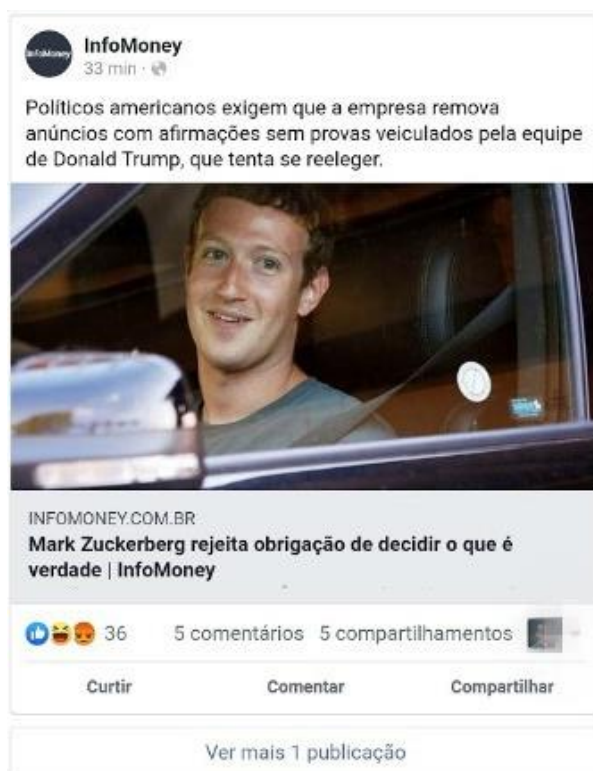 InfoMoney
InfoMoney
33 min ·
Políticos americanos exigem que a empresa remova
anúncios com afirmações sem provas veiculados pela equipe
de Donald Trump, que tenta se reeleger.
INFOMONEY.COM.BR
Mark Zuckerberg rejeita obrigação de decidir o que é
verdade | InfoMoney
36 5 comentários 5 compartilhamentos
Curtir Comentar Compartilhar
Ver mais 1 publicação